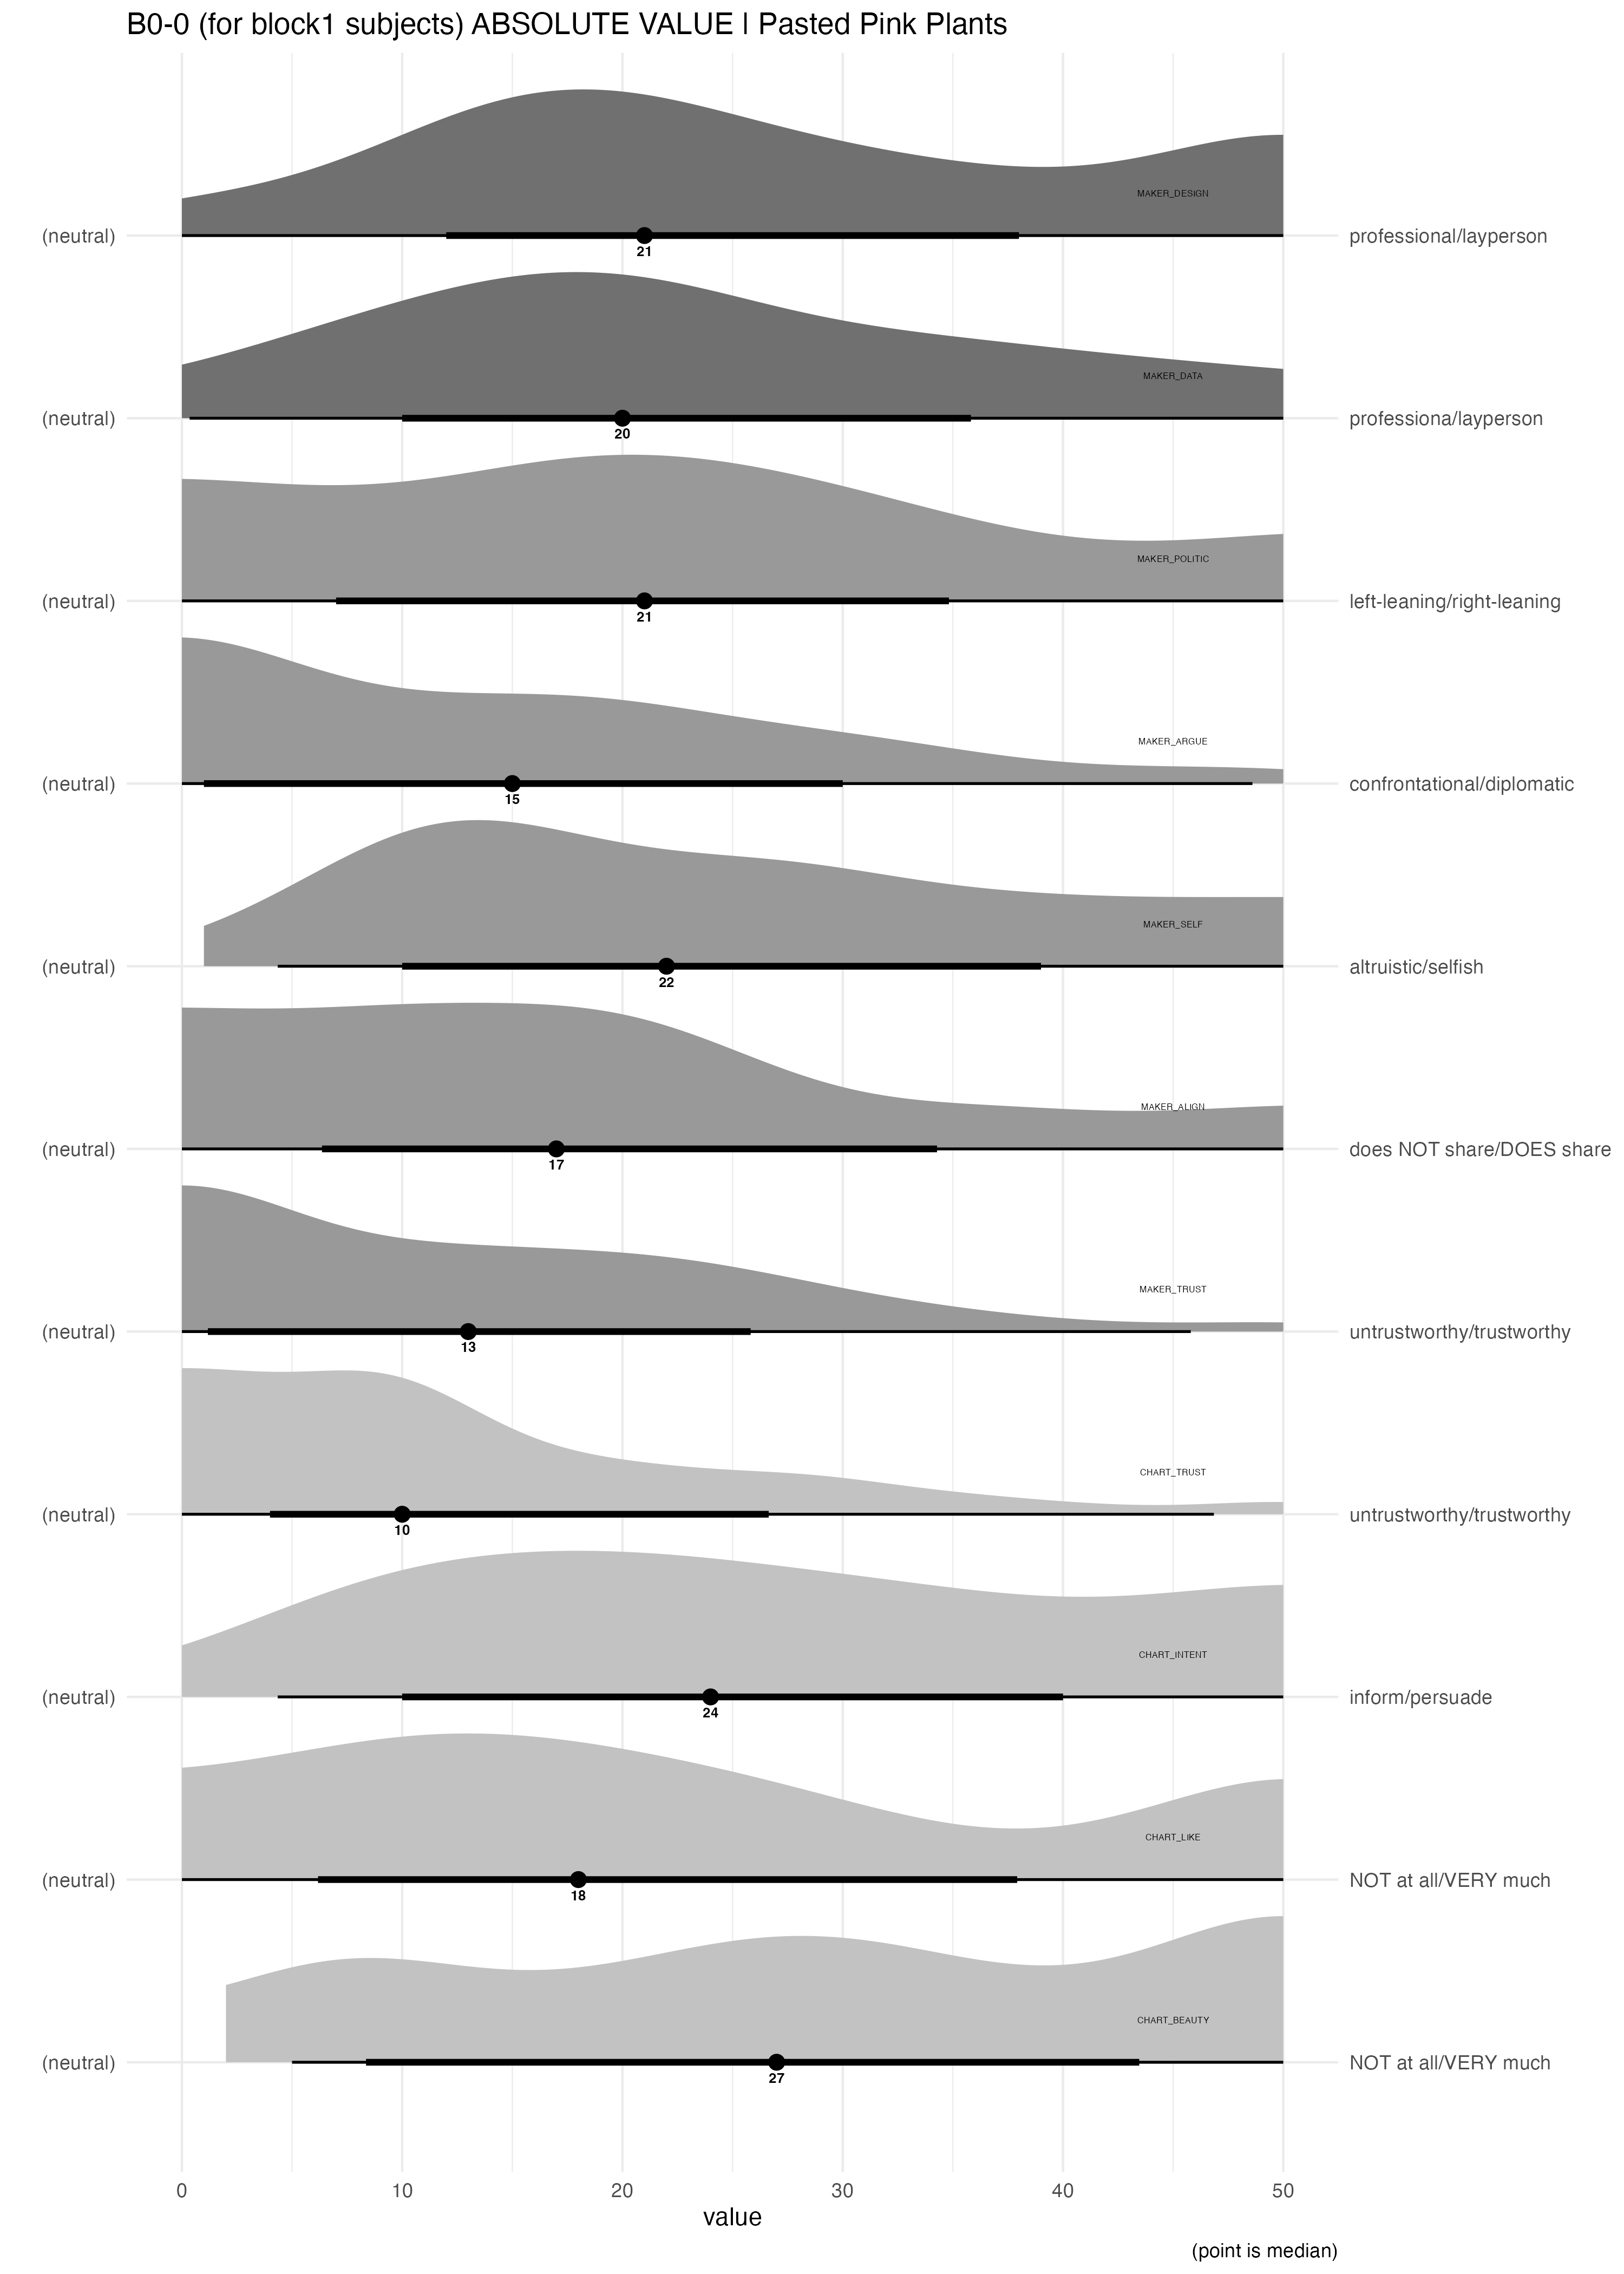 B0-0 (for block1 subjects) ABSOLUTE VALUE | Pasted Pink Plants
MAKER_DESIGN
(neutral) professional/layperson
21
MAKER_DATA
(neutral) professiona/layperson
20
MAKER_POLITIC
(neutral) left-leaning/right-leaning
21
MAKER_ARGUE
(neutral) confrontational/diplomatic
15
MAKER_SELF
(neutral) altruistic/selfish
22
MAKER_ALIGN
(neutral) does NOT share/DOES share
17
MAKER_TRUST
(neutral) untrustworthy/trustworthy
13
CHART_TRUST
(neutral) untrustworthy/trustworthy
10
CHART_INTENT
(neutral) inform/persuade
24
CHART_LIKE
(neutral) NOT at all/VERY much
18
CHART_BEAUTY
(neutral) NOT at all/VERY much
27
0 10 20 30 40 50
value
(point is median)